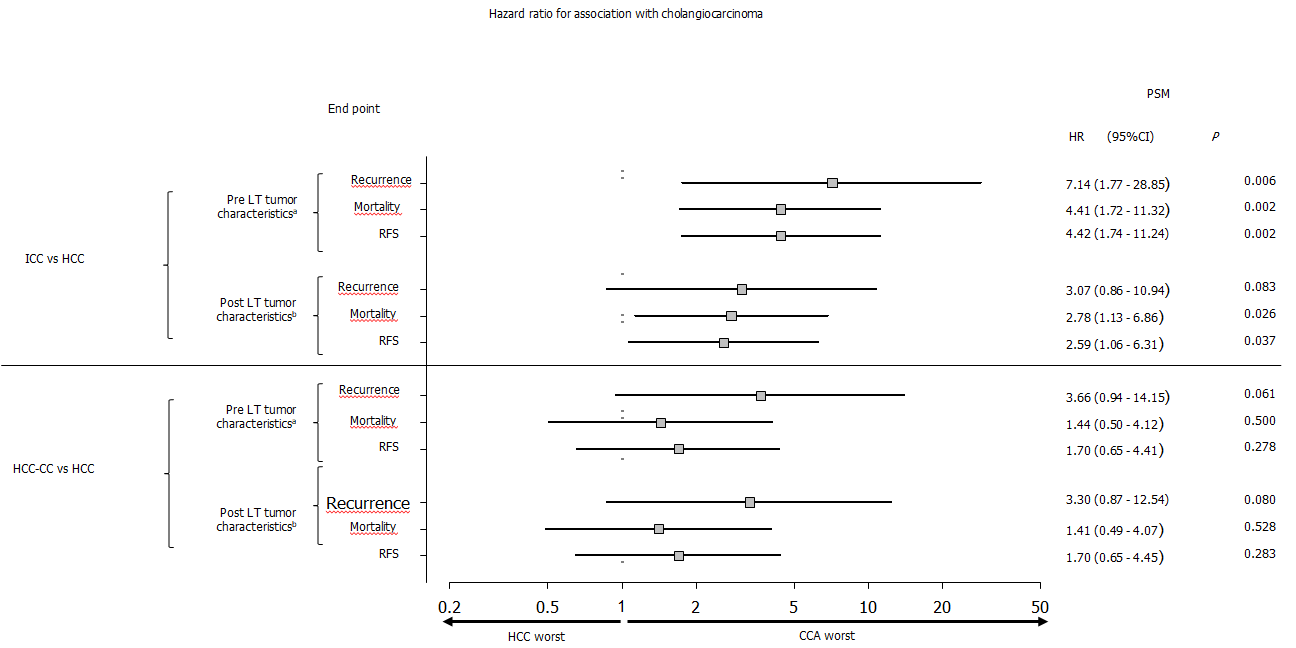 Hazard ratio for association with cholangiocarcinoma
PSM
End point
HR (95%CI) P
ICC vs HCC
Pre LT tumor
characteristicsᵃ
Recurrence 7.14 (1.77 - 28.85) 0.006
Mortality 4.41 (1.72 - 11.32) 0.002
RFS 4.42 (1.74 - 11.24) 0.002
Post LT tumor
characteristicsᵇ
Recurrence 3.07 (0.86 - 10.94) 0.083
Mortality 2.78 (1.13 - 6.86) 0.026
RFS 2.59 (1.06 - 6.31) 0.037
HCC-CC vs HCC
Pre LT tumor
characteristicsᵃ
Recurrence 3.66 (0.94 - 14.15) 0.061
Mortality 1.44 (0.50 - 4.12) 0.500
RFS 1.70 (0.65 - 4.41) 0.278
Post LT tumor
characteristicsᵇ
Recurrence 3.30 (0.87 - 12.54) 0.080
Mortality 1.41 (0.49 - 4.07) 0.528
RFS 1.70 (0.65 - 4.45) 0.283
0.2 0.5 1 2 5 10 20 50
HCC worst CCA worst